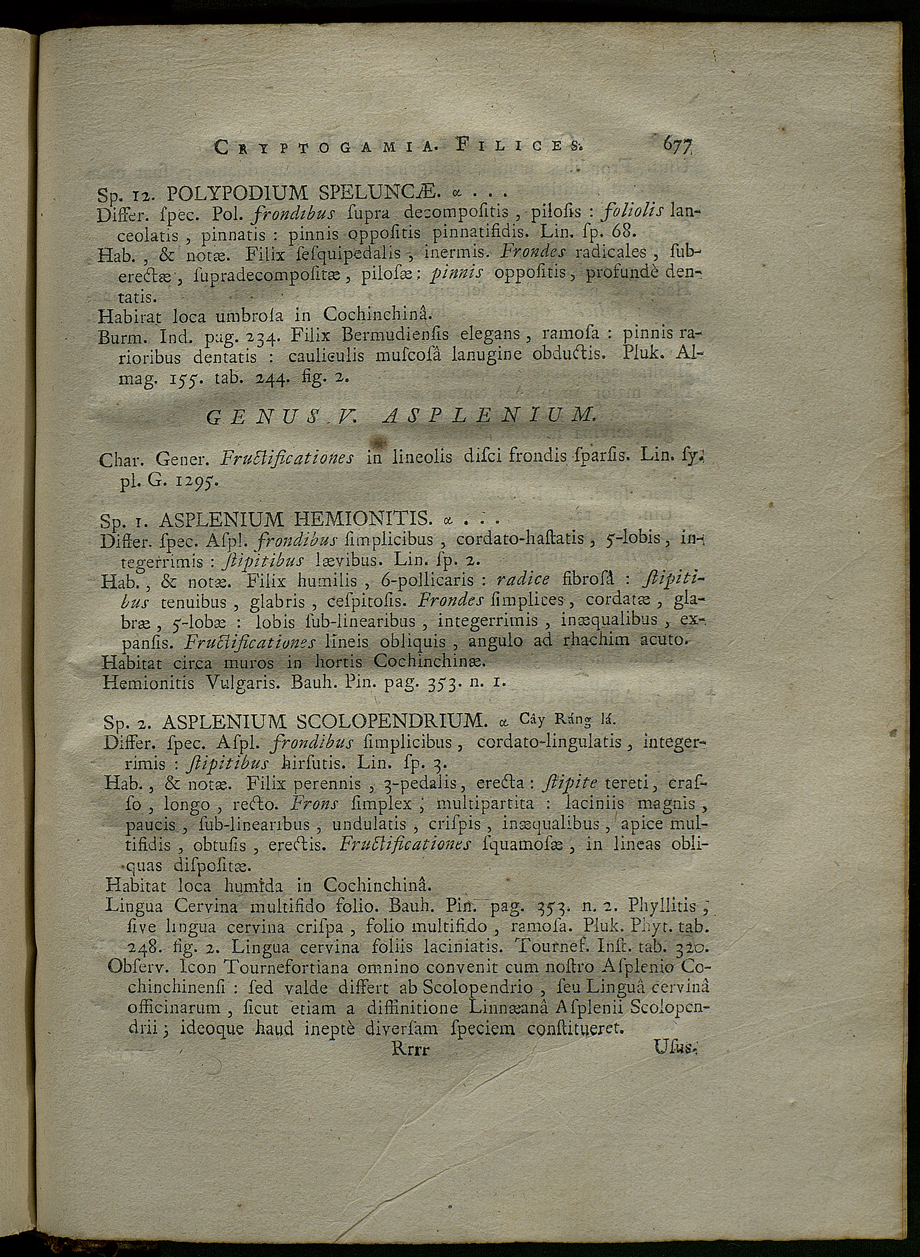 CRYPTOGAMIA. FILICES. 677
Sp. 12. POLYPODIUM SPELUNCÆ. α . . .
Differ. ſpec. Pol. frondibus ſupra decompoſitis , piloſis : foliolis lan-
ceolatis , pinnatis : pinnis oppoſitis pinnatifidis. Lin. ſp. 68.
Hab. , & notæ. Filix ſeſquipedalis , inermis. Frondes radicales , ſub-
erectæ , ſupradecompoſitæ , piloſæ : pinnis oppoſitis , profundè den-
tatis.
Habitat loca umbroſa in Cochinchinâ.
Burm. Ind. pag. 234. Filix Bermudienſis elegans , ramoſa : pinnis ra-
rioribus dentatis : cauliculis muſcoſâ lanugine obductis. Pluk. Al-
mag. 155. tab. 244. fig. 2.
GENUS V. ASPLENIUM.
Char. Gener. Fructificationes in lineolis diſci frondis ſparſis. Lin. ſy.
pl. G. 1295.
Sp. 1. ASPLENIUM HEMIONITIS. α . . .
Differ. ſpec. Aſpl. frondibus ſimplicibus , cordato-haſtatis , 5-lobis , in-
tegerrimis : ſtipitibus lævibus. Lin. ſp. 2.
Hab. , & notæ. Filix humilis , 6-pollicaris : radice fibroſâ : ſtipiti-
bus tenuibus , glabris , ceſpitoſis. Frondes ſimplices , cordatæ , gla-
bræ , 5-lobæ : lobis ſub-linearibus , integerrimis , inæqualibus , ex-
panſis. Fructificationes lineis obliquis , angulo ad rhachim acuto.
Habitat circa muros in hortis Cochinchinæ.
Hemionitis Vulgaris. Bauh. Pin. pag. 353. n. 1.
Sp. 2. ASPLENIUM SCOLOPENDRIUM. α Cây Ráng lá.
Differ. ſpec. Aſpl. frondibus ſimplicibus , cordato-lingulatis , integer-
rimis : ſtipitibus hirſutis. Lin. ſp. 3.
Hab. , & notæ. Filix perennis , 3-pedalis , erecta : ſtipite tereti , craſ-
ſo , longo , recto. Frons ſimplex , multipartita : laciniis magnis ,
paucis , ſub-linearibus , undulatis , criſpis , inæqualibus , apice mul-
tifidis , obtuſis , erectis. Fructificationes ſquamoſæ , in lineas obli-
quas diſpoſitæ.
Habitat loca humida in Cochinchinâ.
Lingua Cervina multifido folio. Bauh. Pin. pag. 353. n. 2. Phyllitis ,
ſive lingua cervina criſpa , folio multifido , ramoſa. Pluk. Phyt. tab.
248. fig. 2. Lingua cervina foliis laciniatis. Tournef. Inſt. tab. 320.
Obſerv. Icon Tournefortiana omnino convenit cum noſtro Aſplenio Co-
chinchinenſi : ſed valde differt ab Scolopendrio , ſeu Linguâ cervinâ
officinarum , ſicut etiam a diffinitione Linnæanâ Aſplenii Scolopen-
drii ; ideoque haud ineptè diverſam ſpeciem conſtitueret.
Rrrr Uſus.